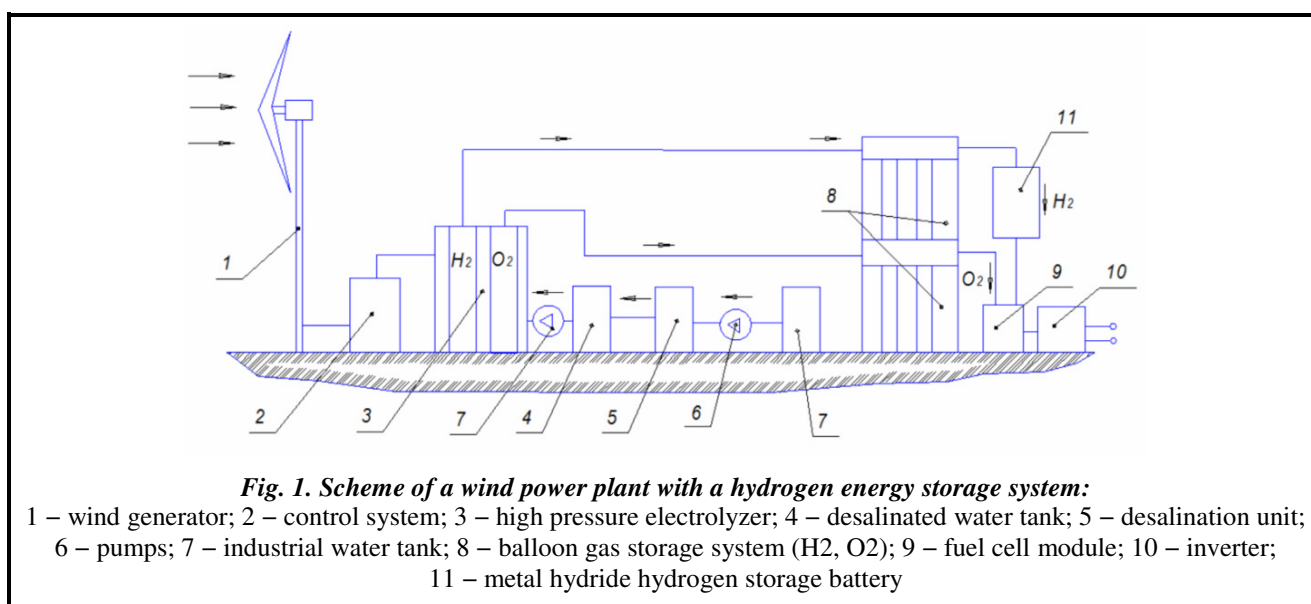 11
8
H2
1
H2
O2
O2
9
10
2
3
7
4
5
6
7
Fig. 1. Scheme of a wind power plant with a hydrogen energy storage system:
1 – wind generator; 2 – control system; 3 – high pressure electrolyzer; 4 – desalinated water tank; 5 – desalination unit;
6 – pumps; 7 – industrial water tank; 8 – balloon gas storage system (H2, O2); 9 – fuel cell module; 10 – inverter;
11 – metal hydride hydrogen storage battery